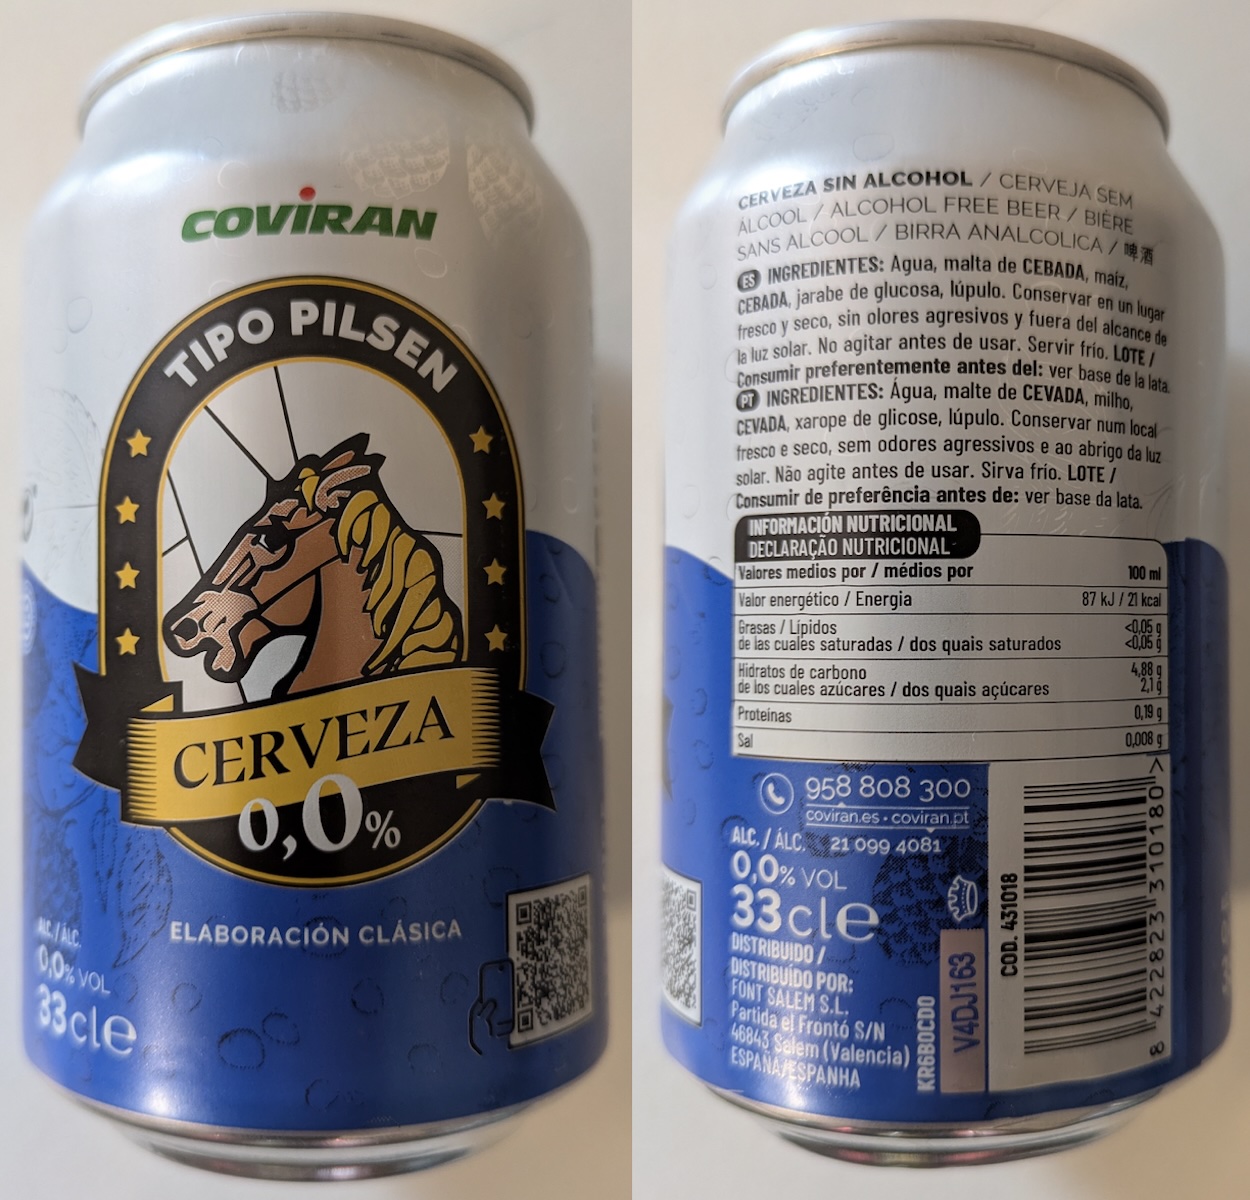 COVIRAN
TIPO PILSEN
CERVEZA
0,0%
ELABORACIÓN CLÁSICA
ALC. / ÁLC.
0,0% VOL
33cle
CERVEZA SIN ALCOHOL / CERVEJA SEM
ÁLCOOL / ALCOHOL FREE BEER / BIÈRE
SANS ALCOOL / BIRRA ANALCOLICA / 啤酒
ES INGREDIENTES: Agua, malta de CEBADA, maíz,
CEBADA, jarabe de glucosa, lúpulo. Conservar en un lugar
fresco y seco, sin olores agresivos y fuera del alcance de
la luz solar. No agitar antes de usar. Servir frío. LOTE /
Consumir preferentemente antes del: ver base de la lata.
PT INGREDIENTES: Água, malte de CEVADA, milho,
CEVADA, xarope de glicose, lúpulo. Conservar num local
fresco e seco, sem odores agressivos e ao abrigo da luz
solar. Não agite antes de usar. Sirva frío. LOTE /
Consumir de preferência antes de: ver base da lata.
INFORMACIÓN NUTRICIONAL
DECLARAÇÃO NUTRICIONAL
Valores medios por / médios por 100 ml
Valor energético / Energia 87 kJ / 21 kcal
Grasas / Lípidos <0,05 g
de las cuales saturadas / dos quais saturados <0,05 g
Hidratos de carbono 4,88 g
de los cuales azúcares / dos quais açúcares 2,1 g
Proteínas 0,19 g
Sal 0,008 g
958 808 300
coviran.es • coviran.pt
21 099 4081
ALC. / ÁLC.
0,0% VOL
33cle
DISTRIBUIDO /
DISTRIBUÍDO POR:
FONT SALEM S.L.
Partida el Frontó S/N
46843 Salem (Valencia)
ESPAÑA/ESPANHA
KR6B0CD0
V4DJ163
COD. 431018
8 422823 310180 >